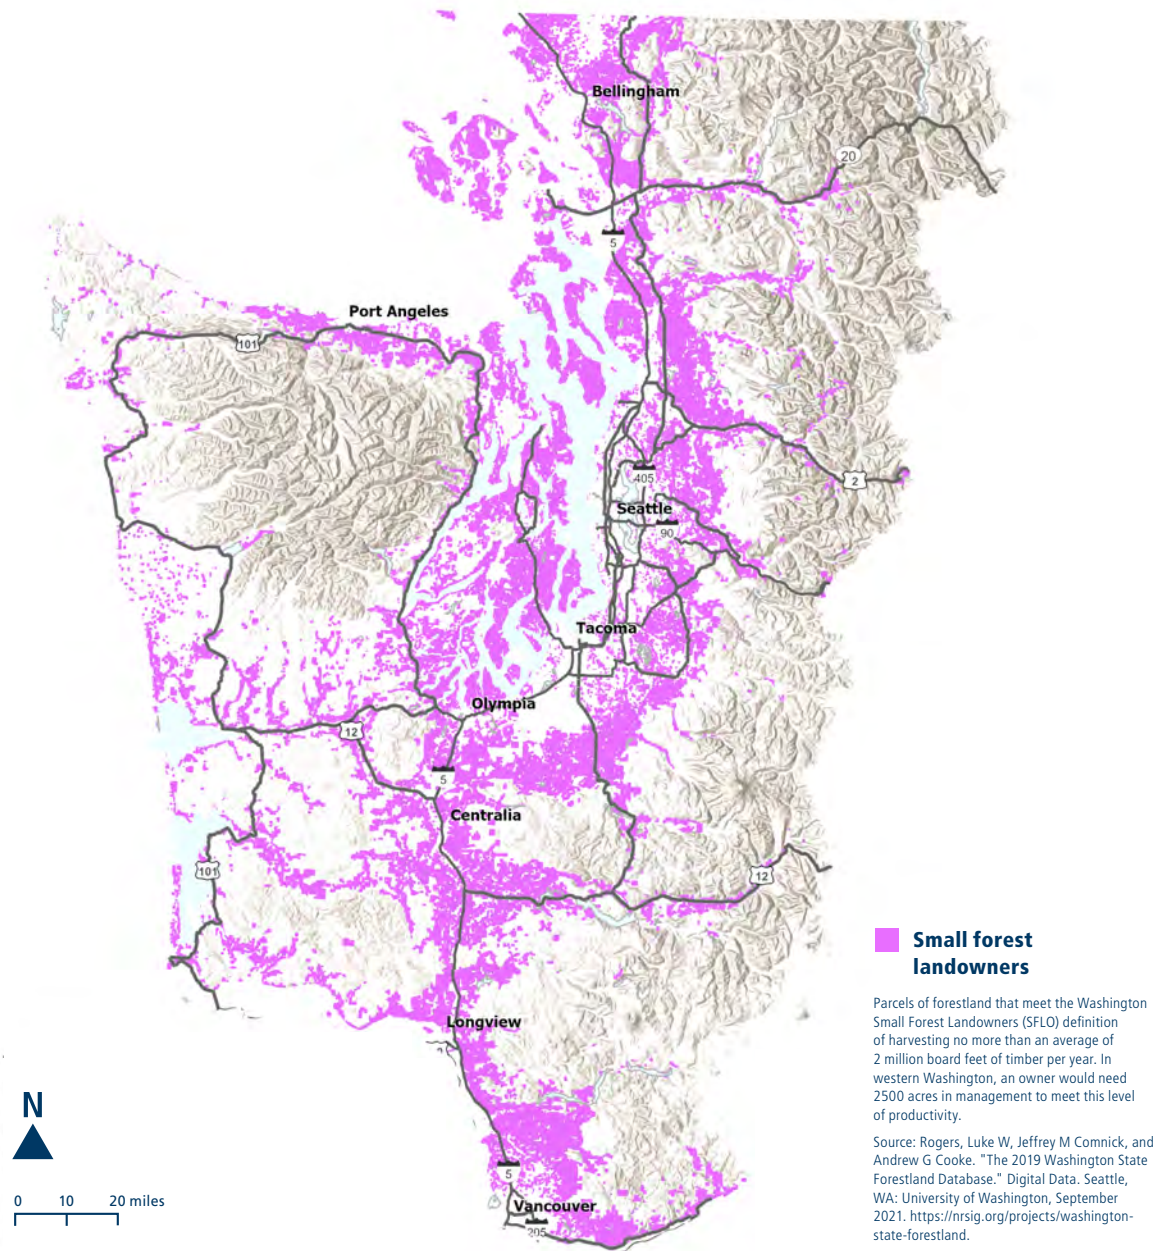 Bellingham
20
5
Port Angeles
101
405
2
Seattle
90
Tacoma
Olympia
12
5
Centralia
101
12
Longview
5
Vancouver
205
N
0 10 20 miles
Small forest
landowners
Parcels of forestland that meet the Washington
Small Forest Landowners (SFLO) definition
of harvesting no more than an average of
2 million board feet of timber per year. In
western Washington, an owner would need
2500 acres in management to meet this level
of productivity.
Source: Rogers, Luke W, Jeffrey M Comnick, and
Andrew G Cooke. "The 2019 Washington State
Forestland Database." Digital Data. Seattle,
WA: University of Washington, September
2021. https://nrsig.org/projects/washington-
state-forestland.